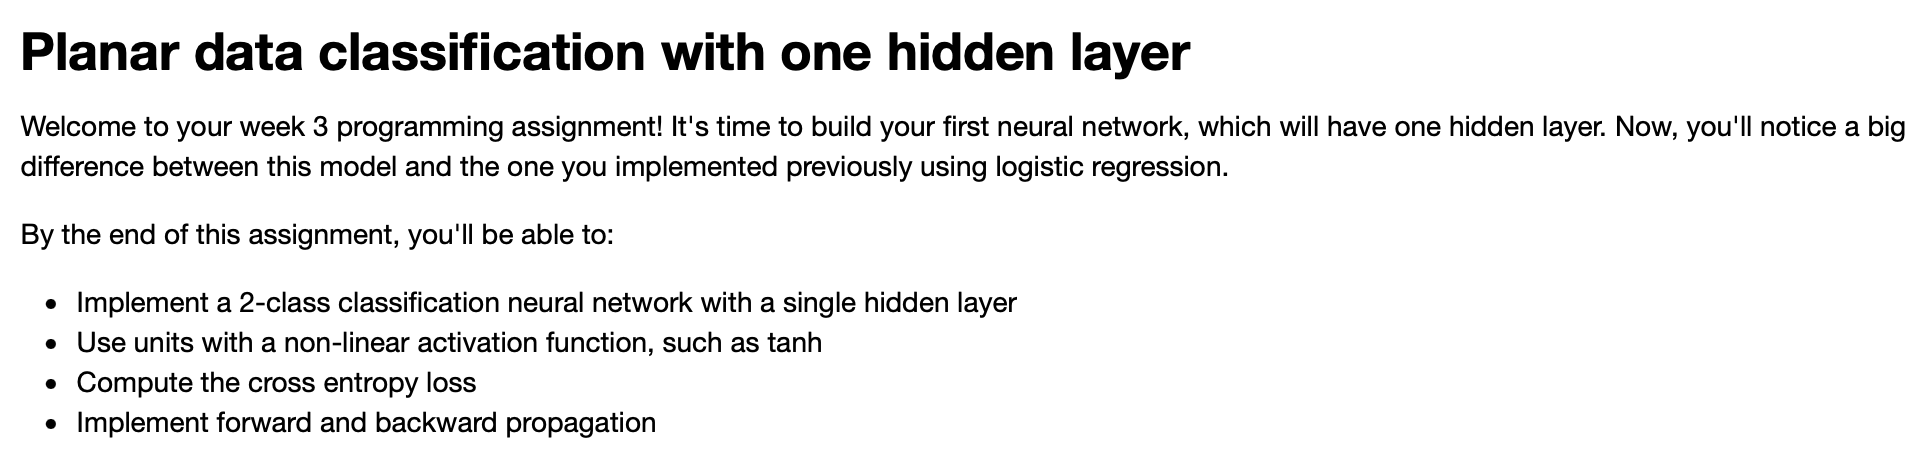 Planar data classification with one hidden layer
Welcome to your week 3 programming assignment! It's time to build your first neural network, which will have one hidden layer. Now, you'll notice a big
difference between this model and the one you implemented previously using logistic regression.
By the end of this assignment, you'll be able to:
• Implement a 2-class classification neural network with a single hidden layer
• Use units with a non-linear activation function, such as tanh
• Compute the cross entropy loss
• Implement forward and backward propagation